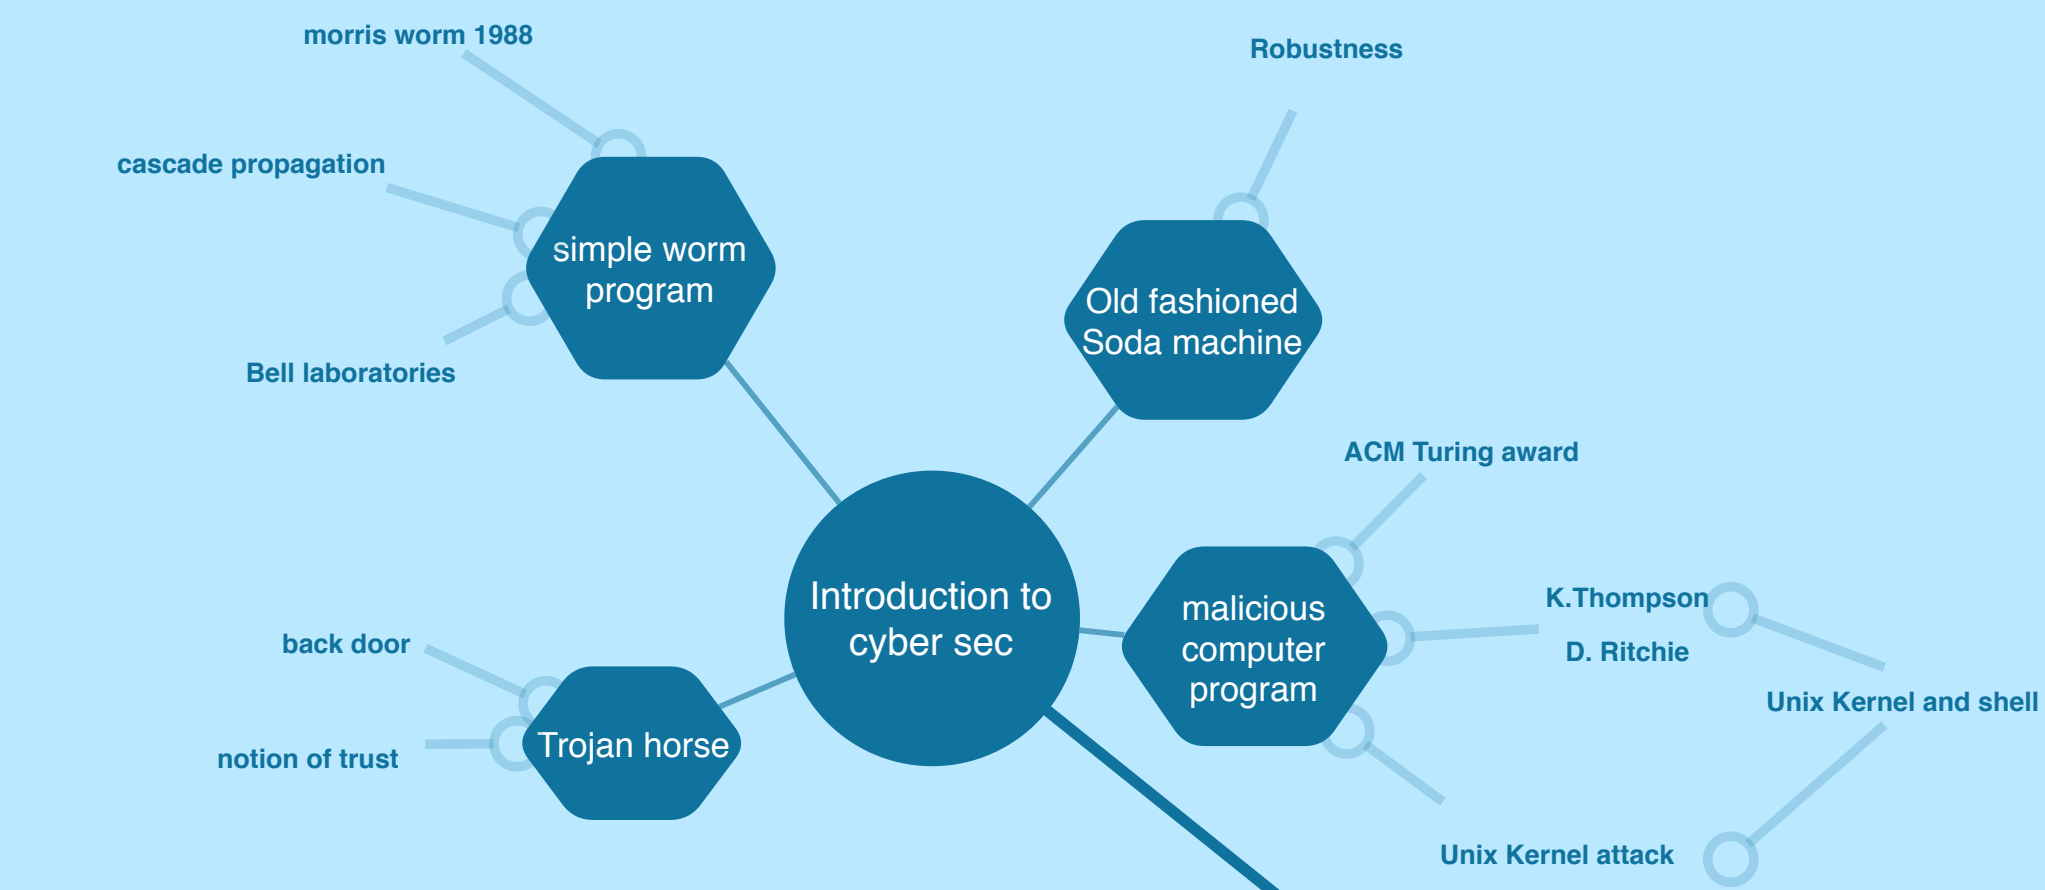 morris worm 1988
Robustness
cascade propagation
simple worm
program
Old fashioned
Soda machine
Bell laboratories
ACM Turing award
Introduction to
cyber sec
malicious
computer
program
K.Thompson
D. Ritchie
back door
Unix Kernel and shell
notion of trust
Trojan horse
Unix Kernel attack